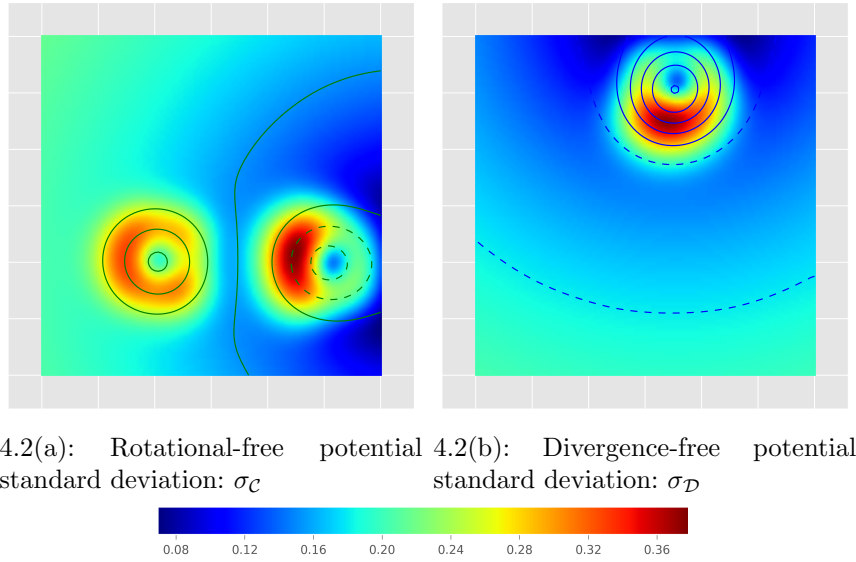 4.2(a): Rotational-free potential
standard deviation: σ𝒞
4.2(b): Divergence-free potential
standard deviation: σ𝒟
0.08 0.12 0.16 0.20 0.24 0.28 0.32 0.36